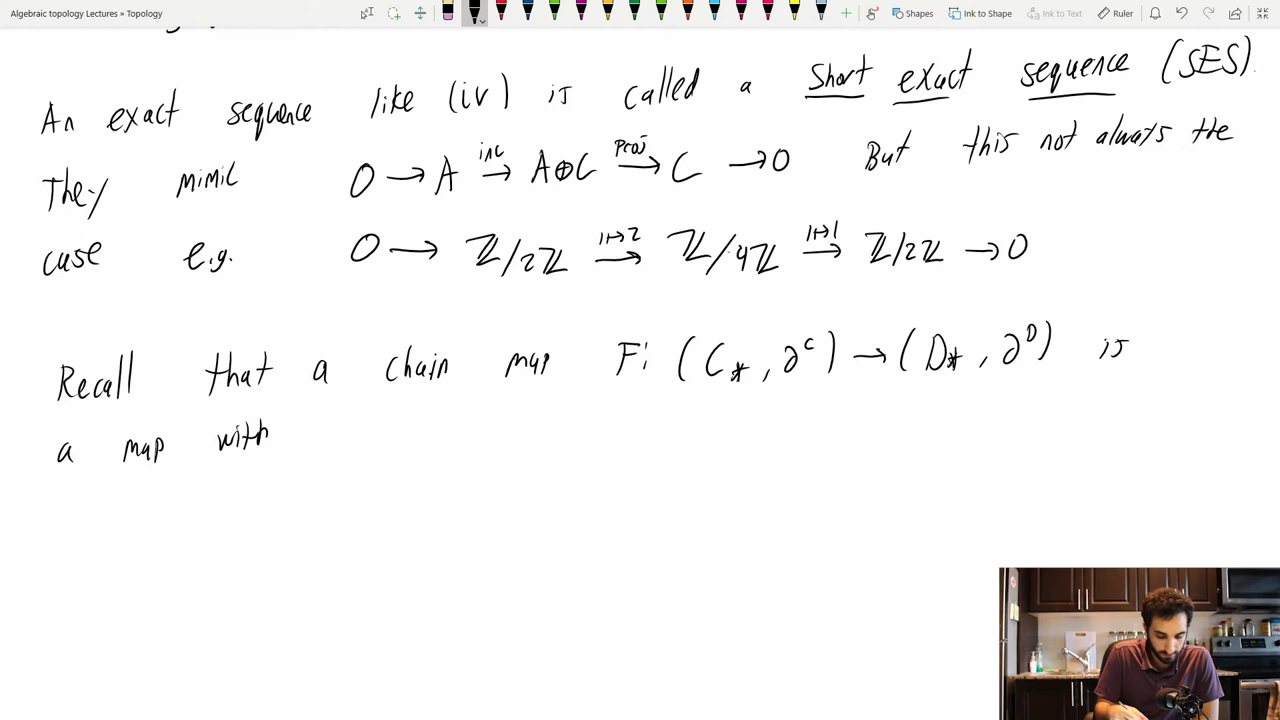 Algebraic topology Lectures » Topology
Shapes Ink to Shape Ink to Text Ruler
An exact sequence like (iv) is called a short exact sequence (SES).
They mimic 0 → A →^{inc} A⊕C →^{proj} C → 0 But this not always the
case e.g. 0 → ℤ/2ℤ →^{1↦2} ℤ/4ℤ →^{1↦1} ℤ/2ℤ → 0
Recall that a chain map F: (C_*, ∂^C) → (D_*, ∂^D) is
a map with